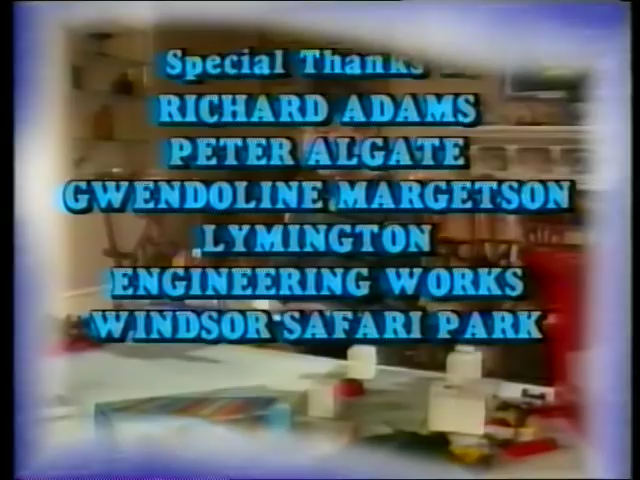 Special Thanks
RICHARD ADAMS
PETER ALGATE
GWENDOLINE MARGETSON
LYMINGTON
ENGINEERING WORKS
WINDSOR SAFARI PARK